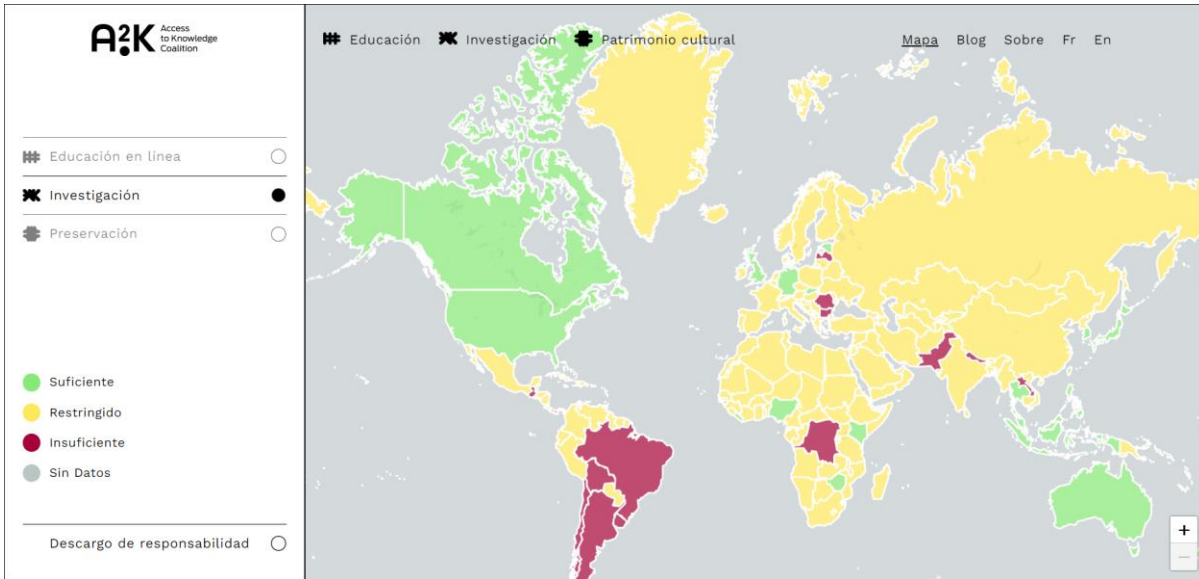 A2K Access
to Knowledge
Coalition
Educación Investigación Patrimonio cultural
Mapa Blog Sobre Fr En
Educación en línea
Investigación
Preservación
Suficiente
Restringido
Insuficiente
Sin Datos
Descargo de responsabilidad
+
−